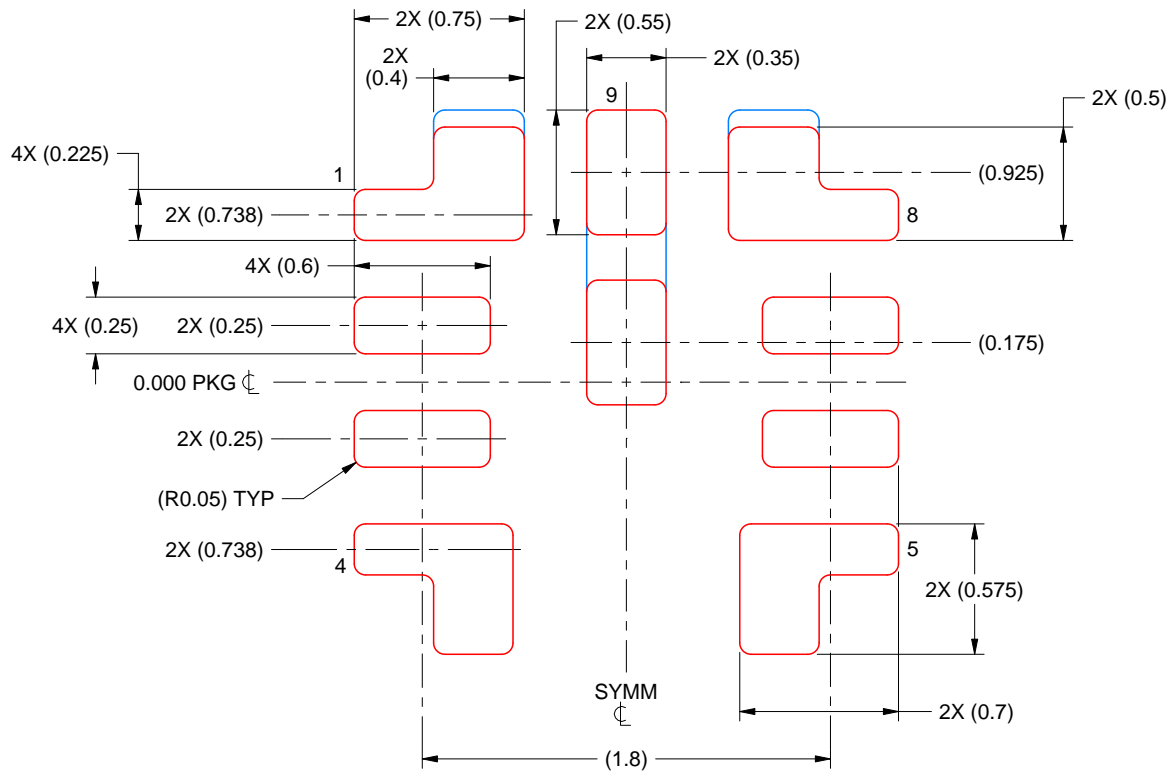 2X (0.75)
2X (0.55)
2X
(0.4)
2X (0.35)
9
2X (0.5)
4X (0.225)
1
(0.925)
2X (0.738)
8
4X (0.6)
4X (0.25)
2X (0.25)
(0.175)
0.000 PKG ℄
2X (0.25)
(R0.05) TYP
2X (0.738)
4
5
2X (0.575)
SYMM
℄
2X (0.7)
(1.8)